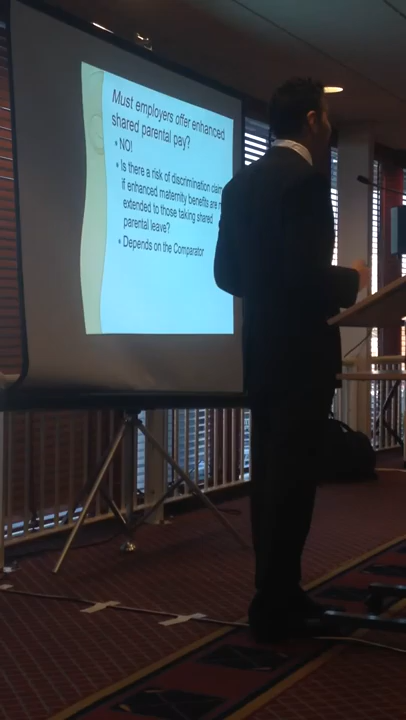 Must employers offer enhanced
shared parental pay?
• NO!
• Is there a risk of discrimination
if enhanced maternity benefits are
extended to those taking shared
parental leave?
• Depends on the Comparator